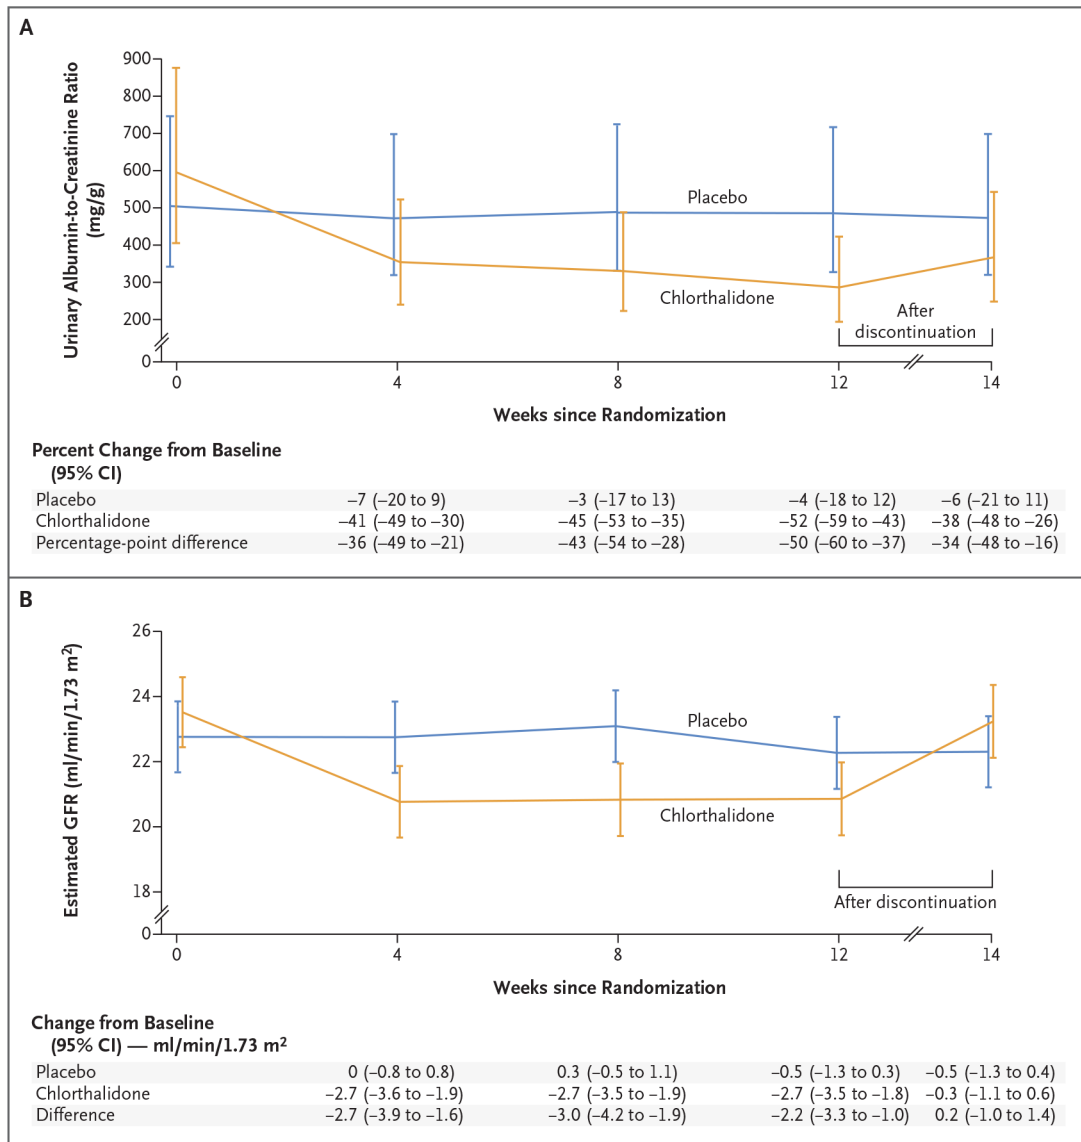 A
Urinary Albumin-to-Creatinine Ratio
(mg/g)
900
800
700
600
500
400
300
200
0
Placebo
Chlorthalidone
After
discontinuation
0 4 8 12 14
Weeks since Randomization
Percent Change from Baseline
(95% CI)
Placebo –7 (–20 to 9) –3 (–17 to 13) –4 (–18 to 12) –6 (–21 to 11)
Chlorthalidone –41 (–49 to –30) –45 (–53 to –35) –52 (–59 to –43) –38 (–48 to –26)
Percentage-point difference –36 (–49 to –21) –43 (–54 to –28) –50 (–60 to –37) –34 (–48 to –16)
B
Estimated GFR (ml/min/1.73 m²)
26
24
22
20
18
0
Placebo
Chlorthalidone
After discontinuation
0 4 8 12 14
Weeks since Randomization
Change from Baseline
(95% CI) — ml/min/1.73 m²
Placebo 0 (–0.8 to 0.8) 0.3 (–0.5 to 1.1) –0.5 (–1.3 to 0.3) –0.5 (–1.3 to 0.4)
Chlorthalidone –2.7 (–3.6 to –1.9) –2.7 (–3.5 to –1.9) –2.7 (–3.5 to –1.8) –0.3 (–1.1 to 0.6)
Difference –2.7 (–3.9 to –1.6) –3.0 (–4.2 to –1.9) –2.2 (–3.3 to –1.0) 0.2 (–1.0 to 1.4)